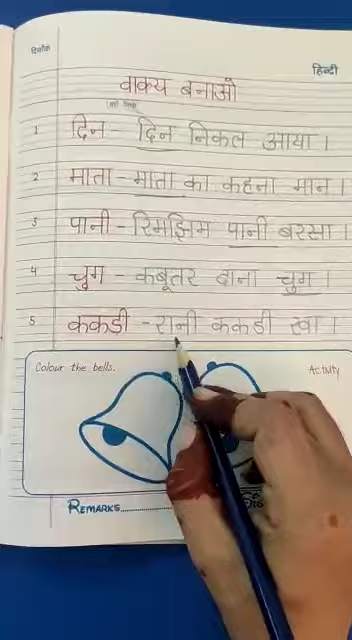 दिनाँक
हिन्दी
वाक्य बनाओ
1 दिन - दिन निकल आया ।
2 माता - माता का कहना मान ।
3 पानी - रिमझिम पानी बरसा ।
4 चुग - कबूतर दाना चुग ।
5 ककड़ी - रानी ककडी खा ।
Colour the bells.
Activity
REMARKS